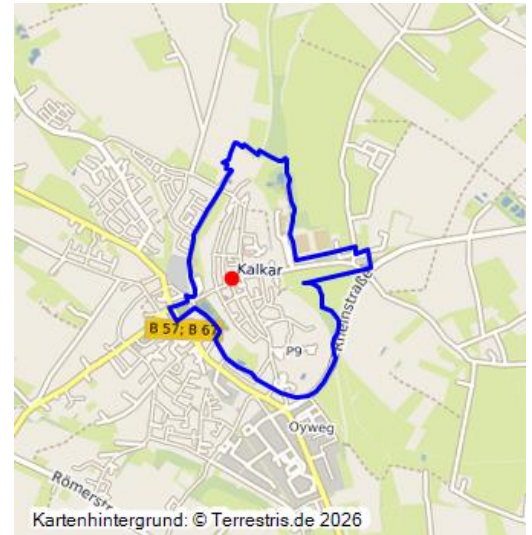 Kalkar
Rheinstraße
B 57; B 67
P9
Oyweg
Römerstr
Kartenhintergrund: © Terrestris.de 2026